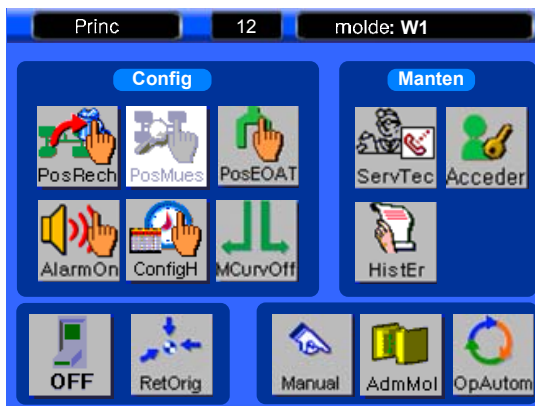 Princ 12 molde: W1
Config
PosRech PosMues PosEOAT
AlarmOn ConfigH MCurvOff
Manten
ServTec Acceder
HistEr
OFF RetOrig
Manual AdmMol OpAutom